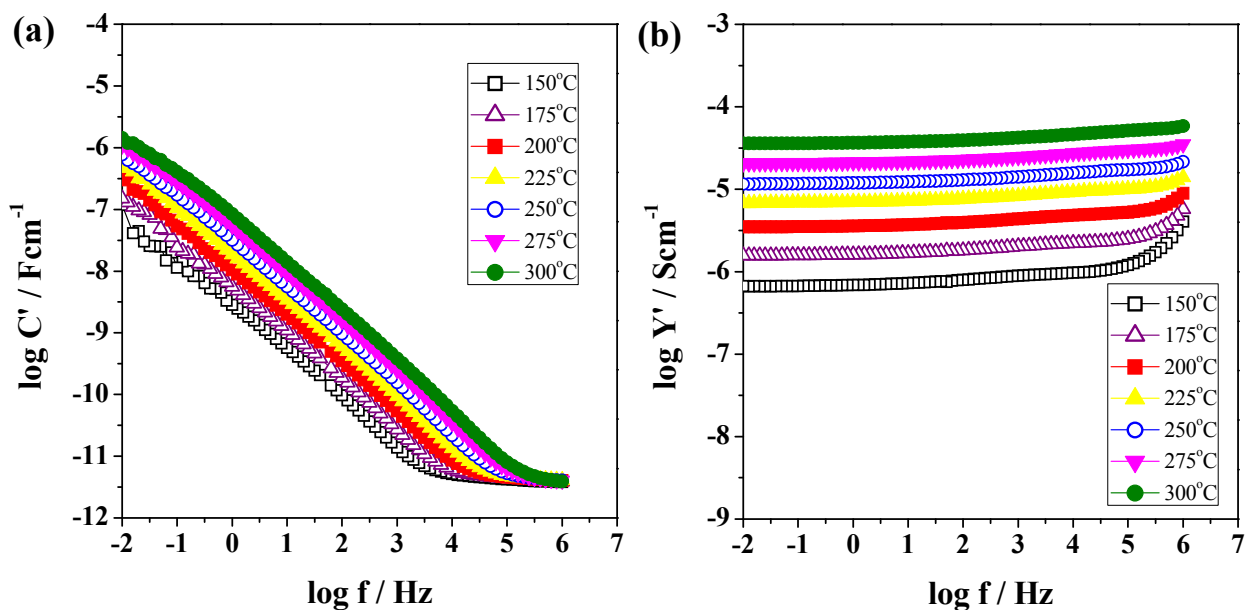 (a)
-4
-5
-6
-7
-8
-9
-10
-11
-12
log C' / Fcm⁻¹
150°C
175°C
200°C
225°C
250°C
275°C
300°C
-2 -1 0 1 2 3 4 5 6 7
log f / Hz
(b)
-3
-4
-5
-6
-7
-8
-9
log Y' / Scm⁻¹
150°C
175°C
200°C
225°C
250°C
275°C
300°C
-2 -1 0 1 2 3 4 5 6 7
log f / Hz